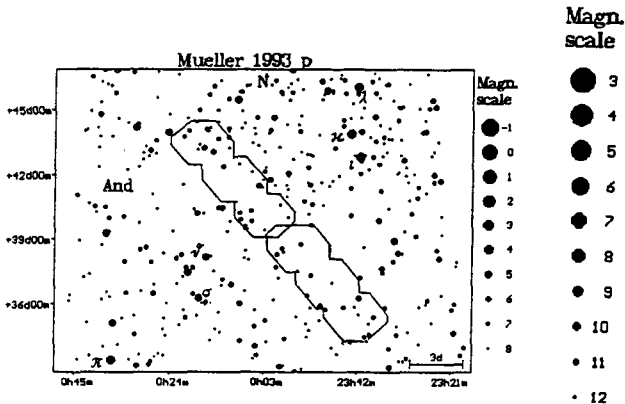 Mueller 1993 p
N
+45d00m
+42d00m
+39d00m
+36d00m
And
λ
κ
ι
σ
π
3d
0h45m
0h24m
0h03m
23h42m
23h21m
Magn.
scale
-1
0
1
2
3
4
5
6
7
8
Magn.
scale
3
4
5
6
7
8
9
10
11
12